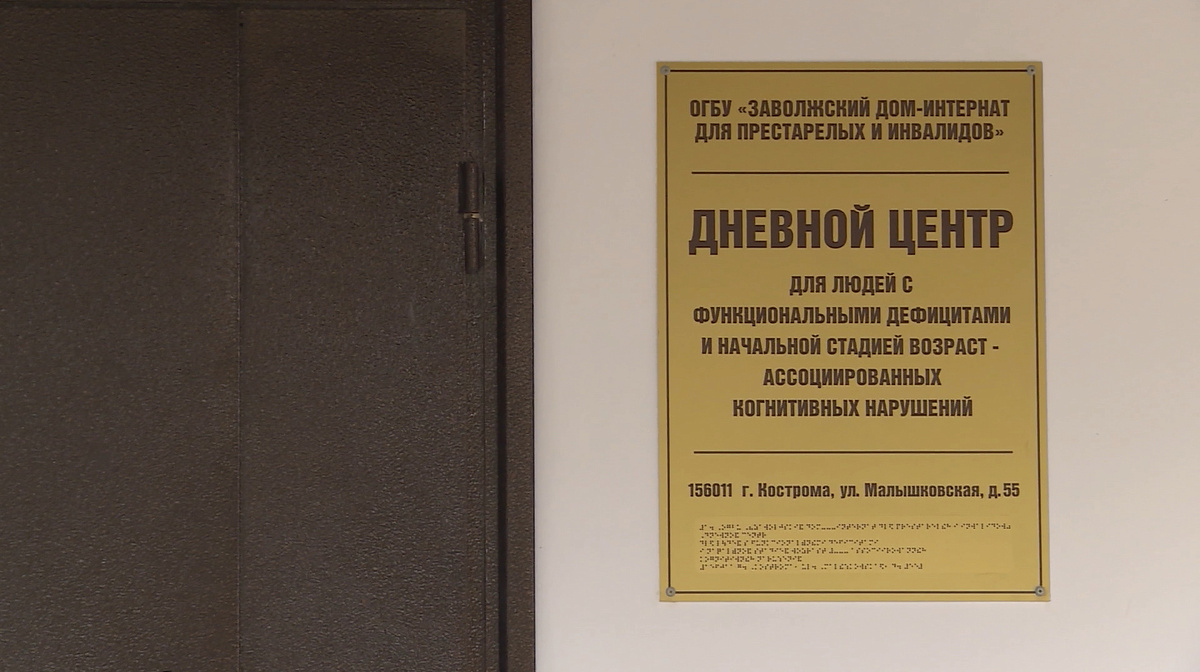 ОГБУ «ЗАВОЛЖСКИЙ ДОМ-ИНТЕРНАТ
ДЛЯ ПРЕСТАРЕЛЫХ И ИНВАЛИДОВ»
ДНЕВНОЙ ЦЕНТР
ДЛЯ ЛЮДЕЙ С
ФУНКЦИОНАЛЬНЫМИ ДЕФИЦИТАМИ
И НАЧАЛЬНОЙ СТАДИЕЙ ВОЗРАСТ -
АССОЦИИРОВАННЫХ
КОГНИТИВНЫХ НАРУШЕНИЙ
156011 г. Кострома, ул. Малышковская, д.55